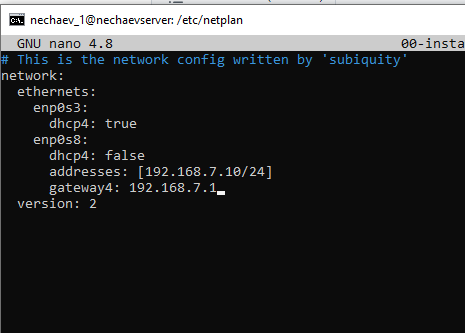 nechaev_1@nechaevserver: /etc/netplan
GNU nano 4.8 00-insta
# This is the network config written by 'subiquity'
network:
  ethernets:
    enp0s3:
      dhcp4: true
    enp0s8:
      dhcp4: false
      addresses: [192.168.7.10/24]
      gateway4: 192.168.7.1
  version: 2